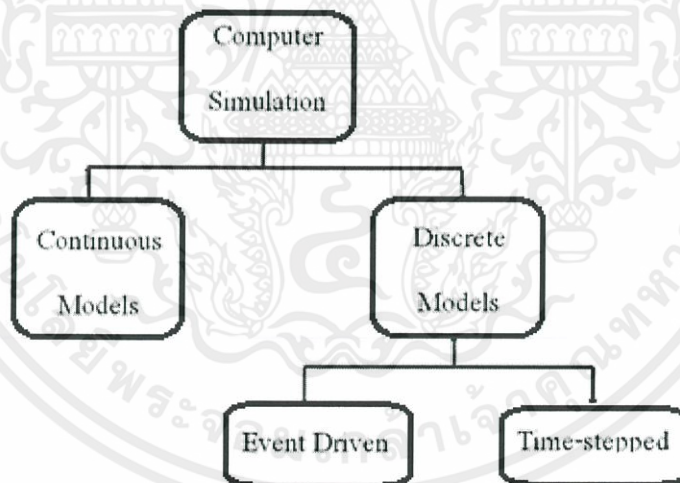 Computer
Simulation
Continuous
Models
Discrete
Models
Event Driven
Time-stepped